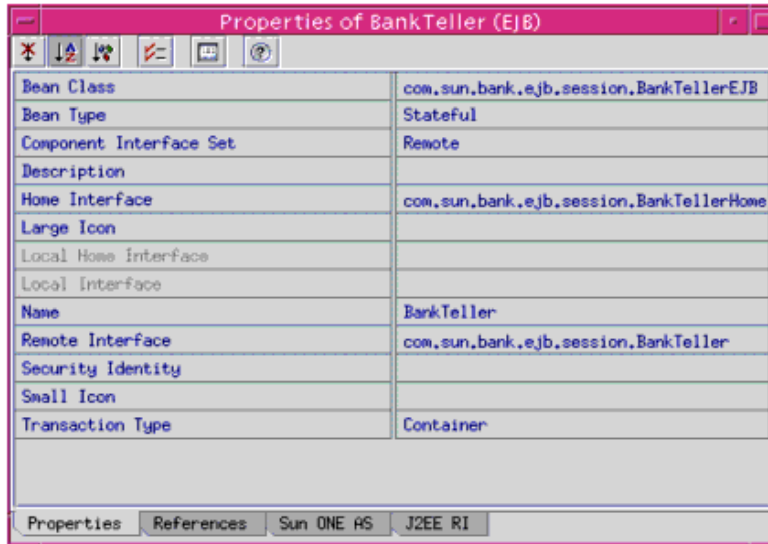 Properties of BankTeller (EJB)
Bean Class com.sun.bank.ejb.session.BankTellerEJB
Bean Type Stateful
Component Interface Set Remote
Description
Home Interface com.sun.bank.ejb.session.BankTellerHome
Large Icon
Local Home Interface
Local Interface
Name BankTeller
Remote Interface com.sun.bank.ejb.session.BankTeller
Security Identity
Small Icon
Transaction Type Container
Properties References Sun ONE AS J2EE RI